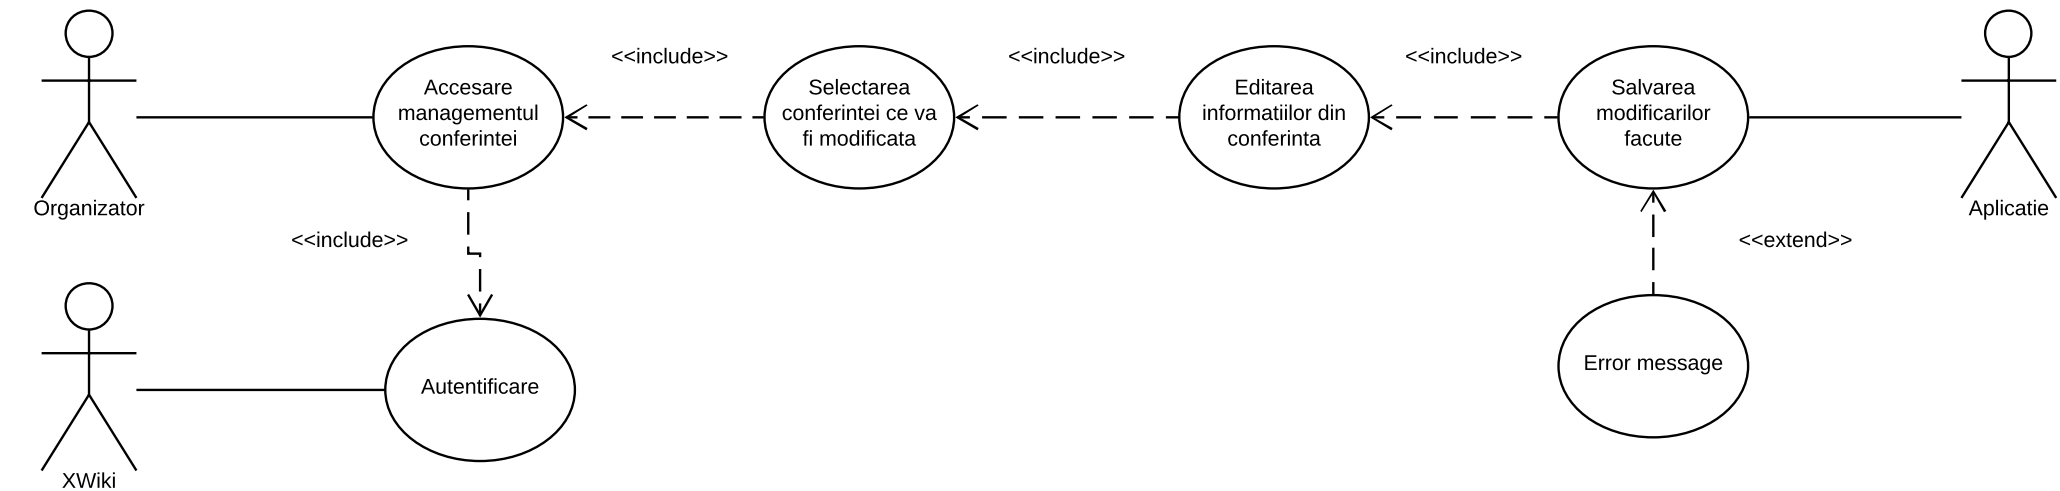 <<include>>
<<include>>
<<include>>
Accesare
managementul
conferintei
Selectarea
conferintei ce va
fi modificata
Editarea
informatiilor din
conferinta
Salvarea
modificarilor
facute
Organizator
Aplicatie
<<include>>
<<extend>>
Autentificare
Error message
XWiki